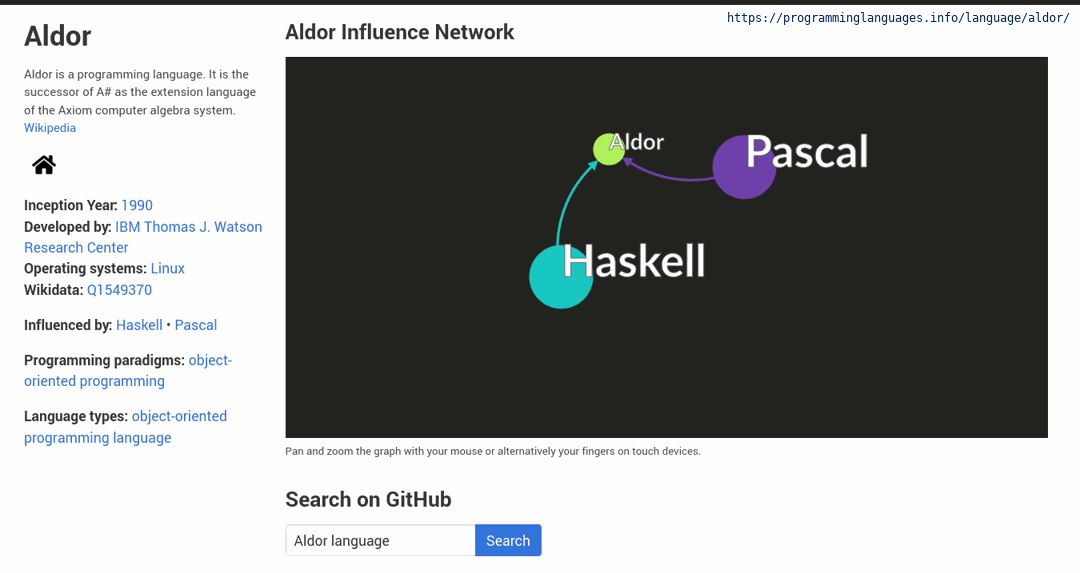 https://programminglanguages.info/language/aldor/
Aldor
Aldor is a programming language. It is the
successor of A# as the extension language
of the Axiom computer algebra system.
Wikipedia
Inception Year: 1990
Developed by: IBM Thomas J. Watson
Research Center
Operating systems: Linux
Wikidata: Q1549370
Influenced by: Haskell • Pascal
Programming paradigms: object-
oriented programming
Language types: object-oriented
programming language
Aldor Influence Network
Aldor
Pascal
Haskell
Pan and zoom the graph with your mouse or alternatively your fingers on touch devices.
Search on GitHub
Aldor language
Search